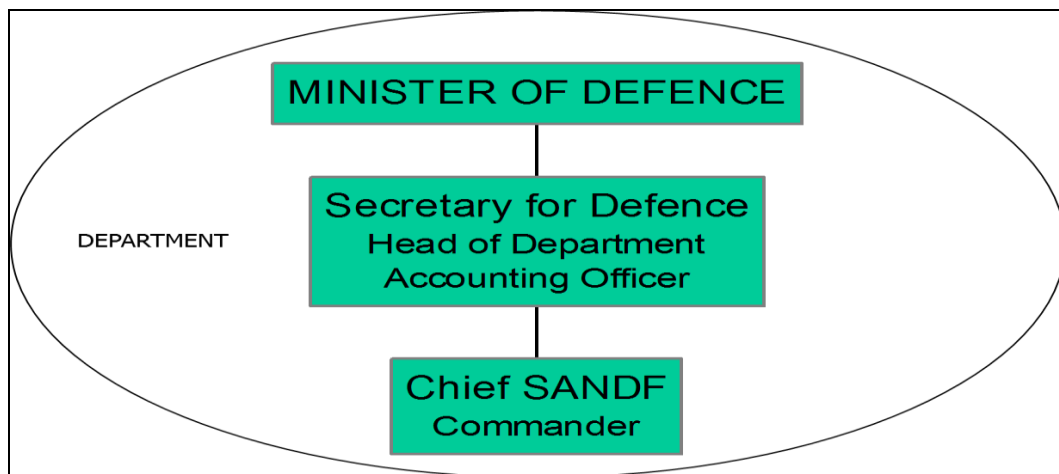 MINISTER OF DEFENCE
Secretary for Defence
Head of Department
Accounting Officer
DEPARTMENT
Chief SANDF
Commander